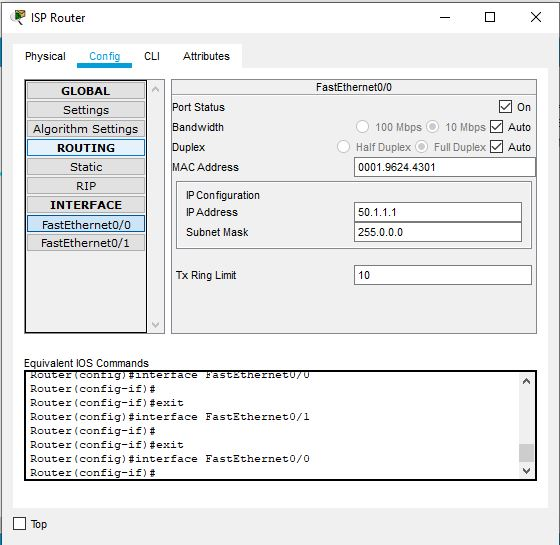 ISP Router
Physical Config CLI Attributes
GLOBAL
Settings
Algorithm Settings
ROUTING
Static
RIP
INTERFACE
FastEthernet0/0
FastEthernet0/1
FastEthernet0/0
Port Status On
Bandwidth 100 Mbps 10 Mbps Auto
Duplex Half Duplex Full Duplex Auto
MAC Address 0001.9624.4301
IP Configuration
IP Address 50.1.1.1
Subnet Mask 255.0.0.0
Tx Ring Limit 10
Equivalent IOS Commands
Router(config)#interface FastEthernet0/0
Router(config-if)#
Router(config-if)#exit
Router(config)#interface FastEthernet0/1
Router(config-if)#
Router(config-if)#exit
Router(config)#interface FastEthernet0/0
Router(config-if)#
Top